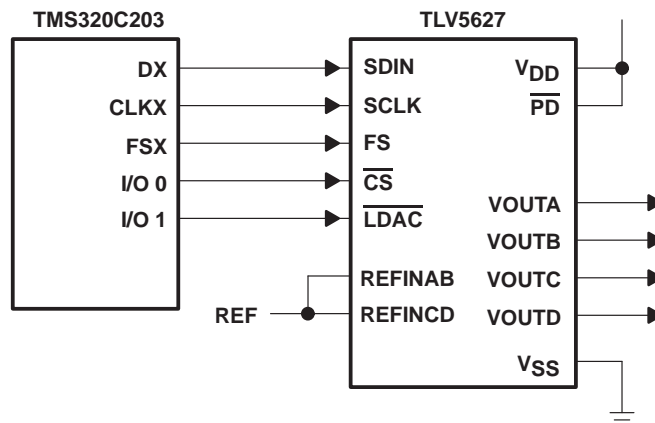 TMS320C203
TLV5627
DX
CLKX
FSX
I/O 0
I/O 1
SDIN
SCLK
FS
CS
LDAC
REFINAB
REFINCD
REF
VDD
PD
VOUTA
VOUTB
VOUTC
VOUTD
VSS